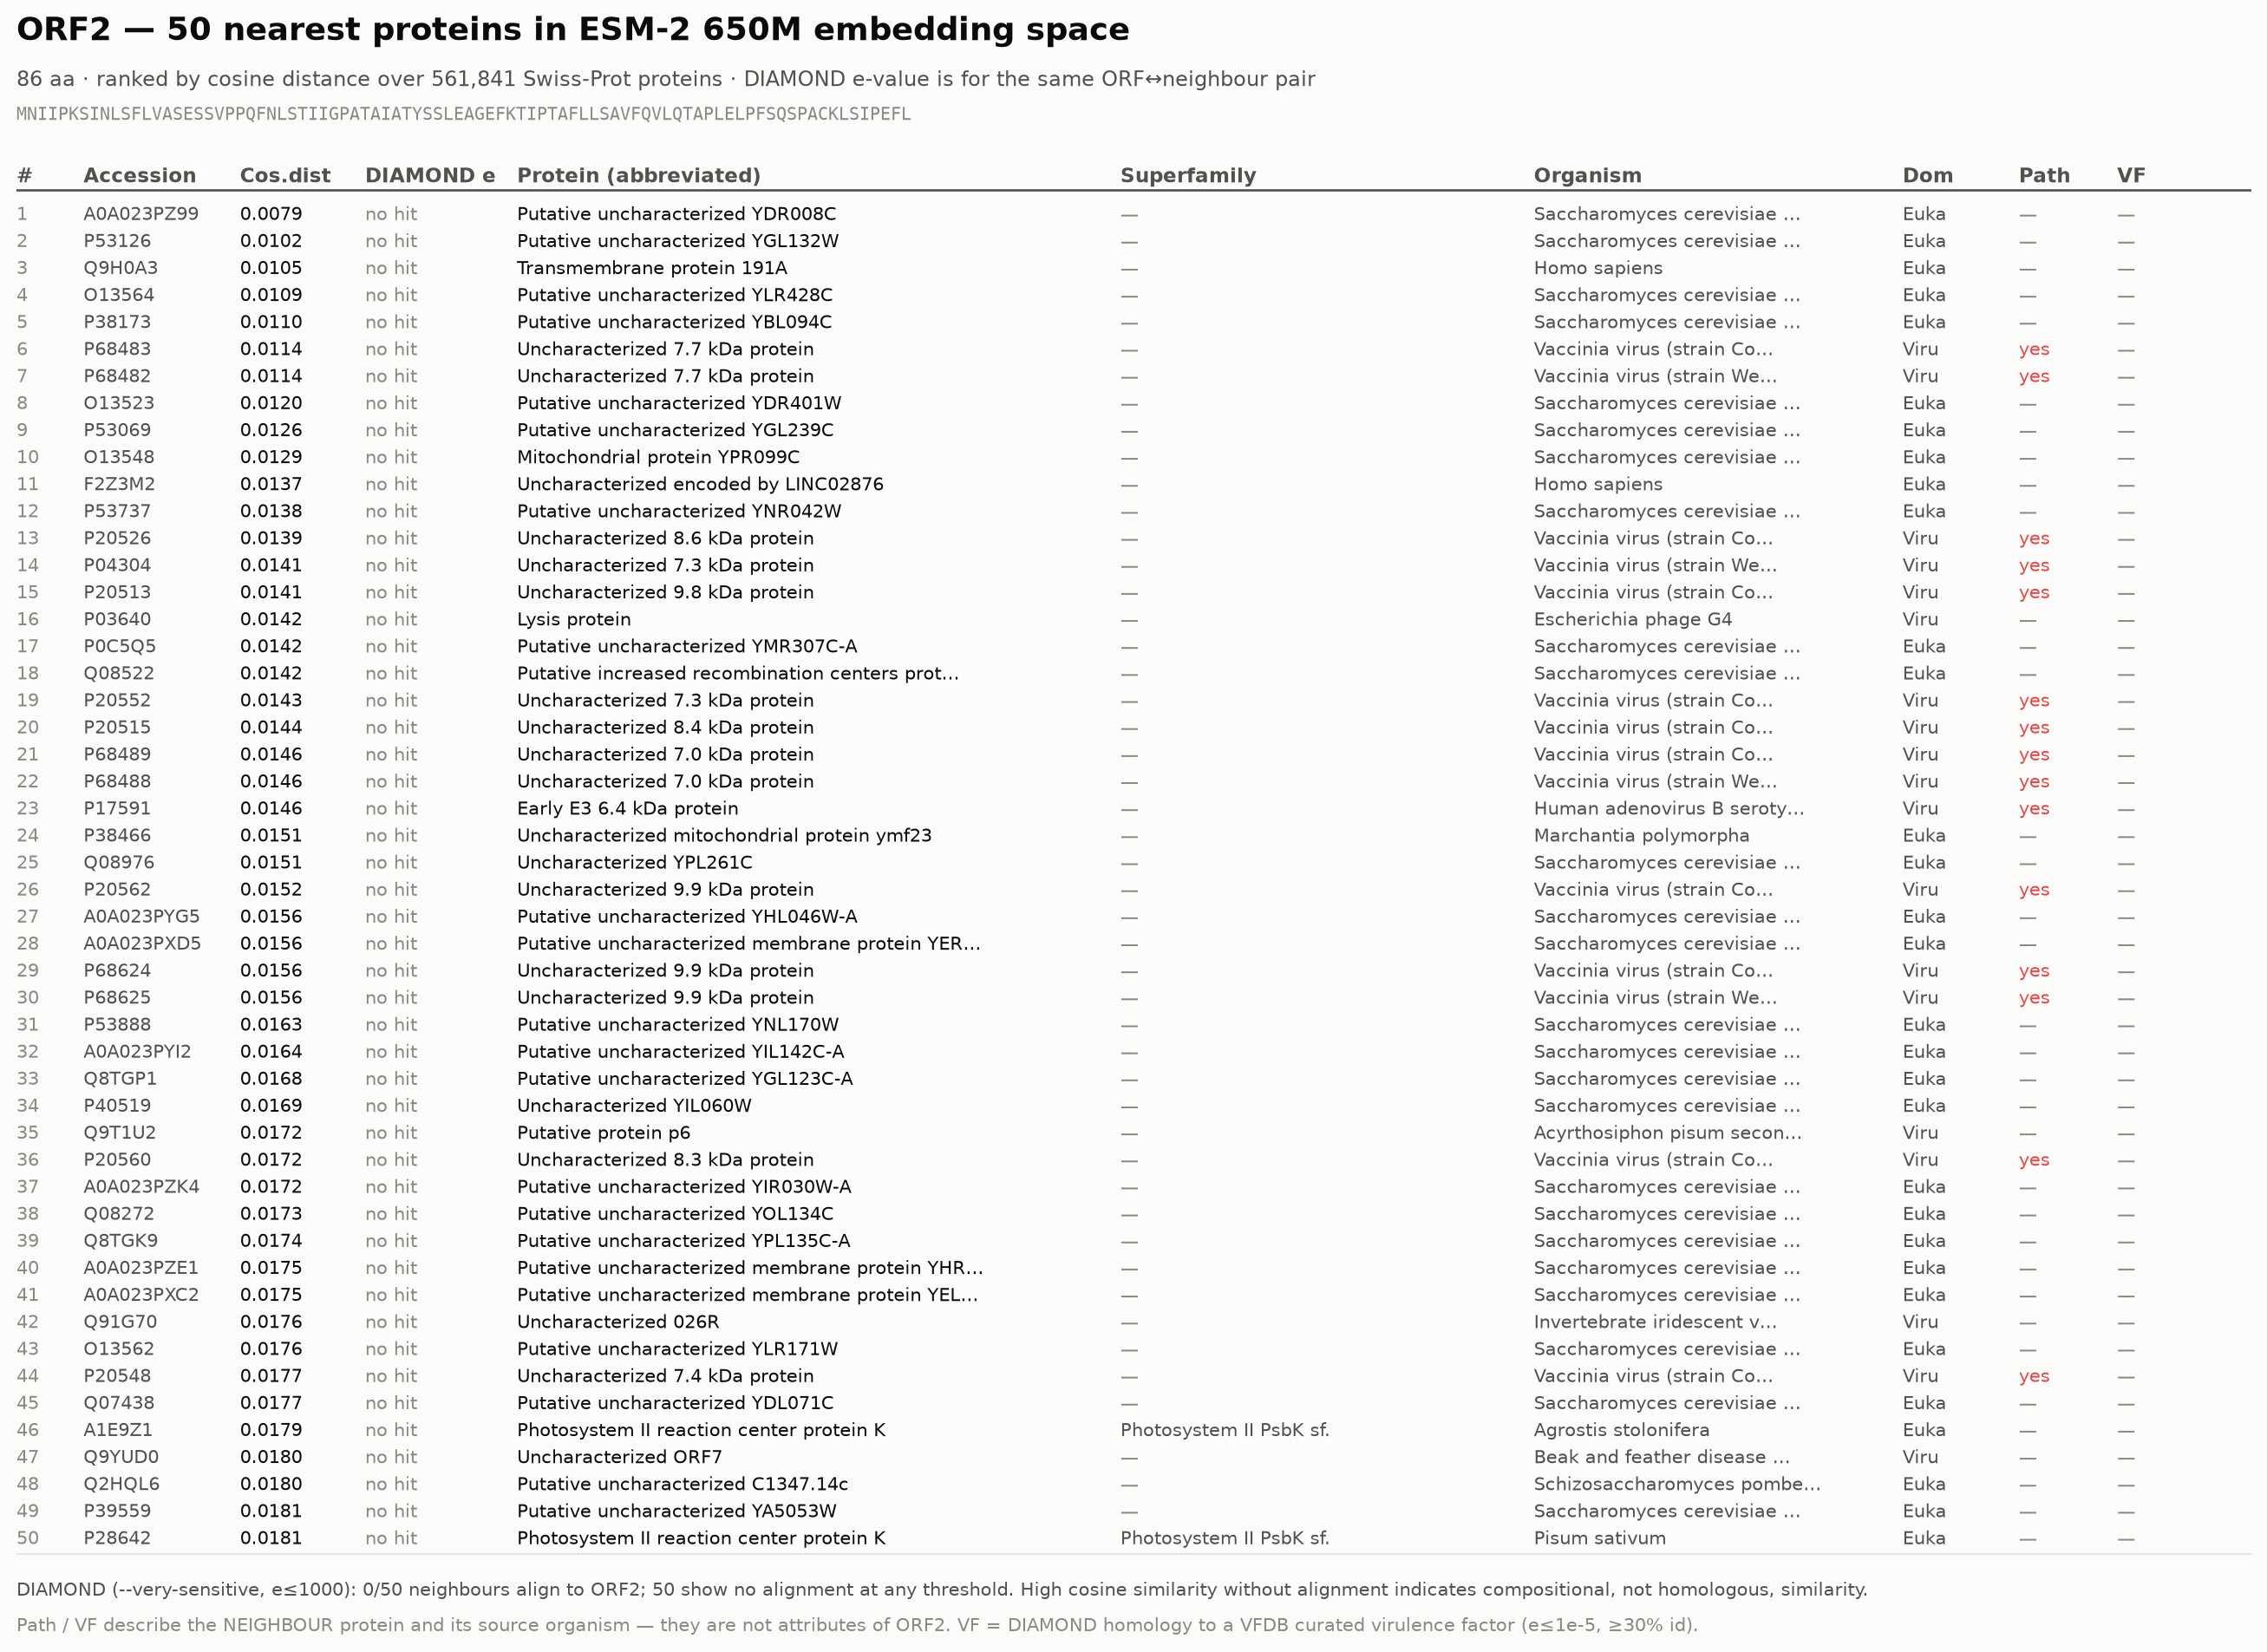 ORF2 — 50 nearest proteins in ESM-2 650M embedding space
86 aa · ranked by cosine distance over 561,841 Swiss-Prot proteins · DIAMOND e-value is for the same ORF↔neighbour pair
MNIIPKSINLSFLVASESSVPPQFNLSTIIGPATAIATYSSLEAGEFKTIPTAFLLSAVFQVLQTAPLELPFSQSPACKLSIPEFL
# Accession Cos.dist DIAMOND e Protein (abbreviated) Superfamily Organism Dom Path VF
1 A0A023PZ99 0.0079 no hit Putative uncharacterized YDR008C — Saccharomyces cerevisiae ... Euka — —
2 P53126 0.0102 no hit Putative uncharacterized YGL132W — Saccharomyces cerevisiae ... Euka — —
3 Q9H0A3 0.0105 no hit Transmembrane protein 191A — Homo sapiens Euka — —
4 O13564 0.0109 no hit Putative uncharacterized YLR428C — Saccharomyces cerevisiae ... Euka — —
5 P38173 0.0110 no hit Putative uncharacterized YBL094C — Saccharomyces cerevisiae ... Euka — —
6 P68483 0.0114 no hit Uncharacterized 7.7 kDa protein — Vaccinia virus (strain Co... Viru yes —
7 P68482 0.0114 no hit Uncharacterized 7.7 kDa protein — Vaccinia virus (strain We... Viru yes —
8 O13523 0.0120 no hit Putative uncharacterized YDR401W — Saccharomyces cerevisiae ... Euka — —
9 P53069 0.0126 no hit Putative uncharacterized YGL239C — Saccharomyces cerevisiae ... Euka — —
10 O13548 0.0129 no hit Mitochondrial protein YPR099C — Saccharomyces cerevisiae ... Euka — —
11 F2Z3M2 0.0137 no hit Uncharacterized encoded by LINC02876 — Homo sapiens Euka — —
12 P53737 0.0138 no hit Putative uncharacterized YNR042W — Saccharomyces cerevisiae ... Euka — —
13 P20526 0.0139 no hit Uncharacterized 8.6 kDa protein — Vaccinia virus (strain Co... Viru yes —
14 P04304 0.0141 no hit Uncharacterized 7.3 kDa protein — Vaccinia virus (strain We... Viru yes —
15 P20513 0.0141 no hit Uncharacterized 9.8 kDa protein — Vaccinia virus (strain Co... Viru yes —
16 P03640 0.0142 no hit Lysis protein — Escherichia phage G4 Viru — —
17 P0C5Q5 0.0142 no hit Putative uncharacterized YMR307C-A — Saccharomyces cerevisiae ... Euka — —
18 Q08522 0.0142 no hit Putative increased recombination centers prot... — Saccharomyces cerevisiae ... Euka — —
19 P20552 0.0143 no hit Uncharacterized 7.3 kDa protein — Vaccinia virus (strain Co... Viru yes —
20 P20515 0.0144 no hit Uncharacterized 8.4 kDa protein — Vaccinia virus (strain Co... Viru yes —
21 P68489 0.0146 no hit Uncharacterized 7.0 kDa protein — Vaccinia virus (strain Co... Viru yes —
22 P68488 0.0146 no hit Uncharacterized 7.0 kDa protein — Vaccinia virus (strain We... Viru yes —
23 P17591 0.0146 no hit Early E3 6.4 kDa protein — Human adenovirus B seroty... Viru yes —
24 P38466 0.0151 no hit Uncharacterized mitochondrial protein ymf23 — Marchantia polymorpha Euka — —
25 Q08976 0.0151 no hit Uncharacterized YPL261C — Saccharomyces cerevisiae ... Euka — —
26 P20562 0.0152 no hit Uncharacterized 9.9 kDa protein — Vaccinia virus (strain Co... Viru yes —
27 A0A023PYG5 0.0156 no hit Putative uncharacterized YHL046W-A — Saccharomyces cerevisiae ... Euka — —
28 A0A023PXD5 0.0156 no hit Putative uncharacterized membrane protein YER... — Saccharomyces cerevisiae ... Euka — —
29 P68624 0.0156 no hit Uncharacterized 9.9 kDa protein — Vaccinia virus (strain Co... Viru yes —
30 P68625 0.0156 no hit Uncharacterized 9.9 kDa protein — Vaccinia virus (strain We... Viru yes —
31 P53888 0.0163 no hit Putative uncharacterized YNL170W — Saccharomyces cerevisiae ... Euka — —
32 A0A023PYI2 0.0164 no hit Putative uncharacterized YIL142C-A — Saccharomyces cerevisiae ... Euka — —
33 Q8TGP1 0.0168 no hit Putative uncharacterized YGL123C-A — Saccharomyces cerevisiae ... Euka — —
34 P40519 0.0169 no hit Uncharacterized YIL060W — Saccharomyces cerevisiae ... Euka — —
35 Q9T1U2 0.0172 no hit Putative protein p6 — Acyrthosiphon pisum secon... Viru — —
36 P20560 0.0172 no hit Uncharacterized 8.3 kDa protein — Vaccinia virus (strain Co... Viru yes —
37 A0A023PZK4 0.0172 no hit Putative uncharacterized YIR030W-A — Saccharomyces cerevisiae ... Euka — —
38 Q08272 0.0173 no hit Putative uncharacterized YOL134C — Saccharomyces cerevisiae ... Euka — —
39 Q8TGK9 0.0174 no hit Putative uncharacterized YPL135C-A — Saccharomyces cerevisiae ... Euka — —
40 A0A023PZE1 0.0175 no hit Putative uncharacterized membrane protein YHR... — Saccharomyces cerevisiae ... Euka — —
41 A0A023PXC2 0.0175 no hit Putative uncharacterized membrane protein YEL... — Saccharomyces cerevisiae ... Euka — —
42 Q91G70 0.0176 no hit Uncharacterized 026R — Invertebrate iridescent v... Viru — —
43 O13562 0.0176 no hit Putative uncharacterized YLR171W — Saccharomyces cerevisiae ... Euka — —
44 P20548 0.0177 no hit Uncharacterized 7.4 kDa protein — Vaccinia virus (strain Co... Viru yes —
45 Q07438 0.0177 no hit Putative uncharacterized YDL071C — Saccharomyces cerevisiae ... Euka — —
46 A1E9Z1 0.0179 no hit Photosystem II reaction center protein K Photosystem II PsbK sf. Agrostis stolonifera Euka — —
47 Q9YUD0 0.0180 no hit Uncharacterized ORF7 — Beak and feather disease ... Viru — —
48 Q2HQL6 0.0180 no hit Putative uncharacterized C1347.14c — Schizosaccharomyces pombe... Euka — —
49 P39559 0.0181 no hit Putative uncharacterized YA5053W — Saccharomyces cerevisiae ... Euka — —
50 P28642 0.0181 no hit Photosystem II reaction center protein K Photosystem II PsbK sf. Pisum sativum Euka — —
DIAMOND (--very-sensitive, e≤1000): 0/50 neighbours align to ORF2; 50 show no alignment at any threshold. High cosine similarity without alignment indicates compositional, not homologous, similarity.
Path / VF describe the NEIGHBOUR protein and its source organism — they are not attributes of ORF2. VF = DIAMOND homology to a VFDB curated virulence factor (e≤1e-5, ≥30% id).